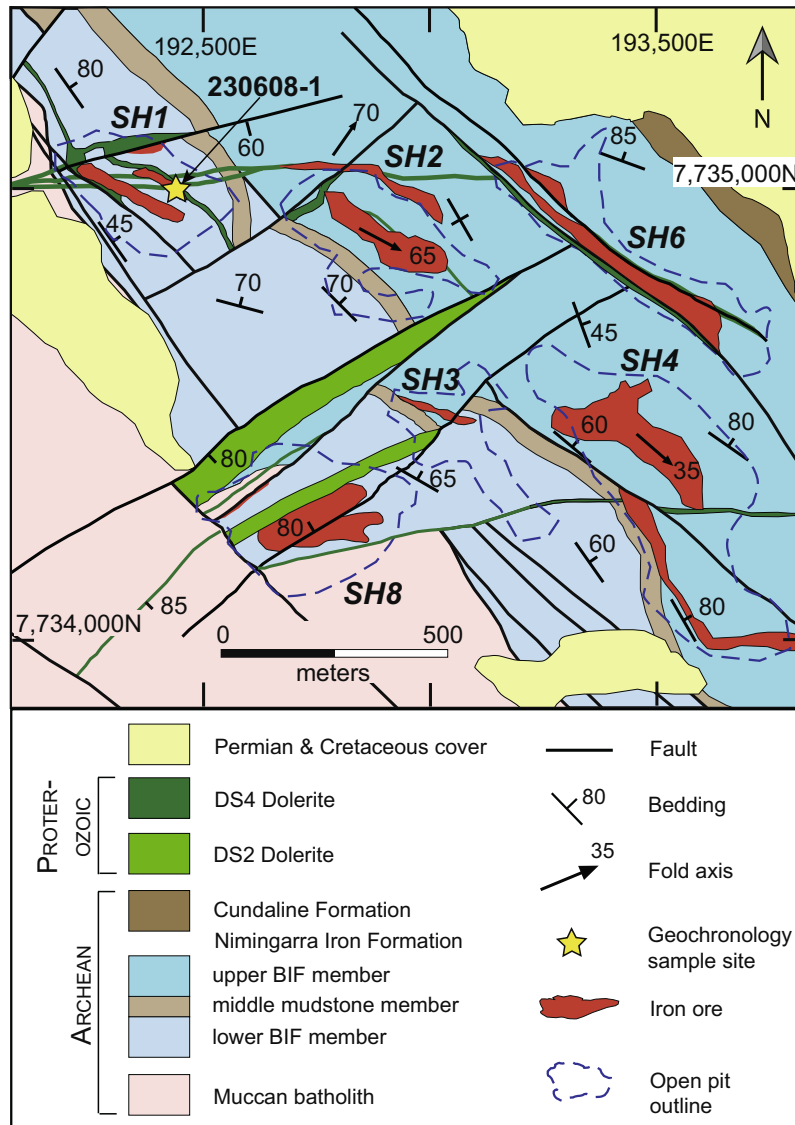 192,500E
193,500E
80
230608-1
SH1
60
70
SH2
85
N
7,735,000N
45
65
SH6
70
70
45
SH3
SH4
80
60
80
35
65
80
60
SH8
85
7,734,000N
80
0
500
meters
Permian & Cretaceous cover
Fault
PROTER-
OZOIC
DS4 Dolerite
80
Bedding
DS2 Dolerite
35
Fold axis
ARCHEAN
Cundaline Formation
Nimingarra Iron Formation
Geochronology
sample site
upper BIF member
middle mudstone member
Iron ore
lower BIF member
Muccan batholith
Open pit
outline